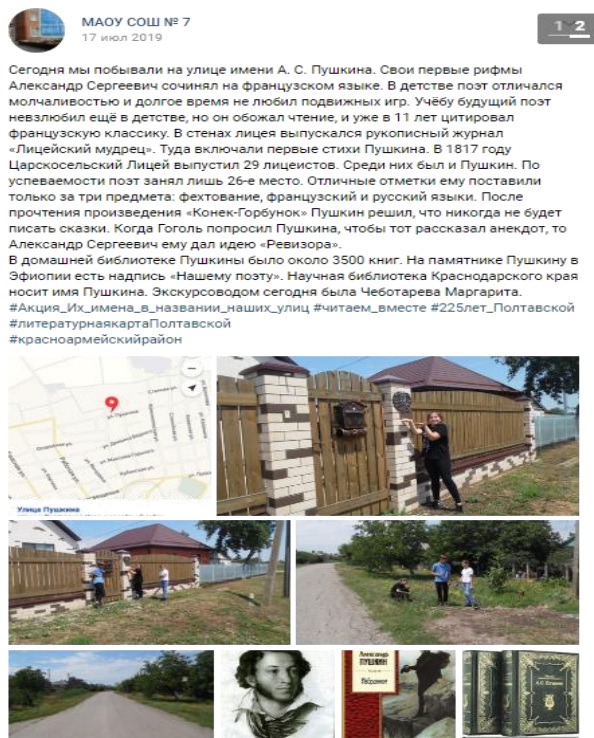 МАОУ СОШ № 7
17 июл 2019
1 2
Сегодня мы побывали на улице имени А. С. Пушкина. Свои первые рифмы
Александр Сергеевич сочинял на французском языке. В детстве поэт отличался
молчаливостью и долгое время не любил подвижных игр. Учёбу будущий поэт
невзлюбил ещё в детстве, но он обожал чтение, и уже в 11 лет цитировал
французскую классику. В стенах лицея выпускался рукописный журнал
«Лицейский мудрец». Туда включали первые стихи Пушкина. В 1817 году
Царскосельский Лицей выпустил 29 лицеистов. Среди них был и Пушкин. По
успеваемости поэт занял лишь 26-е место. Отличные отметки ему поставили
только за три предмета: фехтование, французский и русский языки. После
прочтения произведения «Конек-Горбунок» Пушкин решил, что никогда не будет
писать сказки. Когда Гоголь попросил Пушкина, чтобы тот рассказал анекдот, то
Александр Сергеевич ему дал идею «Ревизора».
В домашней библиотеке Пушкины было около 3500 книг. На памятнике Пушкину в
Эфиопии есть надпись «Нашему поэту». Научная библиотека Краснодарского края
носит имя Пушкина. Экскурсоводом сегодня была Чеботарева Маргарита.
#Акция_Их_имена_в_названии_наших_улиц #читаем_вместе #225лет_Полтавской
#литературнаякартаПолтавской
#красноармейскийрайон
ул. Пушкина
Улица Пушкина
Александр
ПУШКИН
Избранное